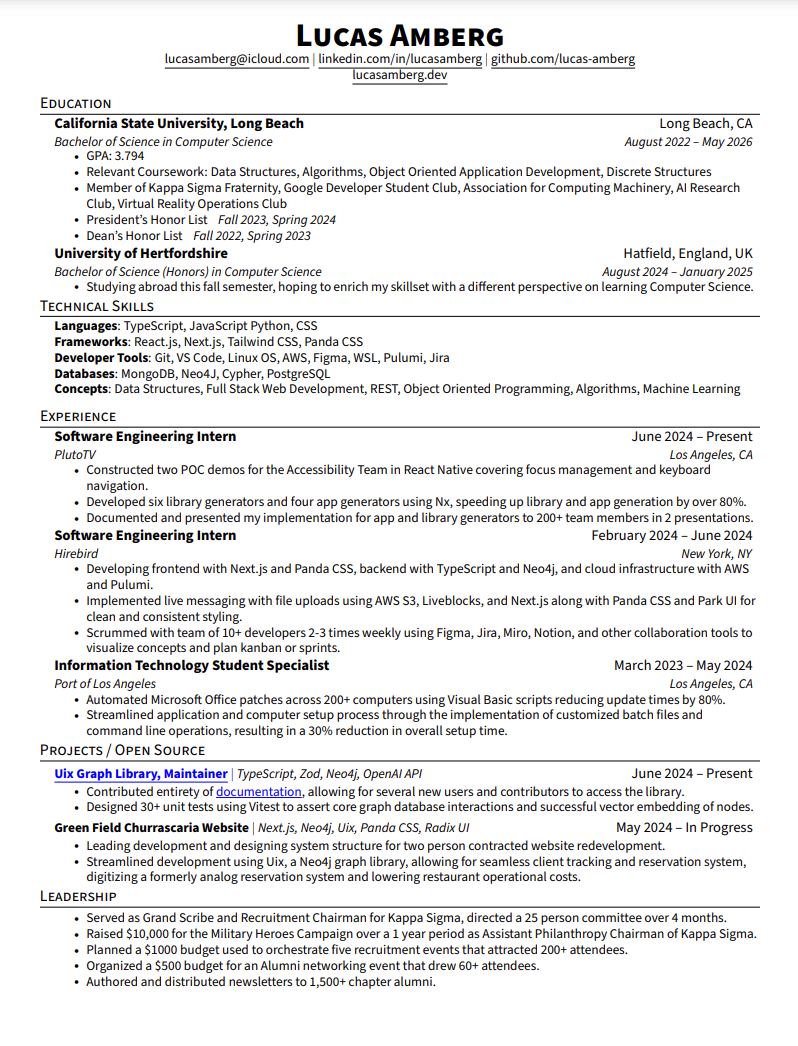 Lucas Amberg
lucasamberg@icloud.com | linkedin.com/in/lucasamberg | github.com/lucas-amberg
lucasamberg.dev
Education
California State University, Long Beach Long Beach, CA
Bachelor of Science in Computer Science August 2022 – May 2026
• GPA: 3.794
• Relevant Coursework: Data Structures, Algorithms, Object Oriented Application Development, Discrete Structures
• Member of Kappa Sigma Fraternity, Google Developer Student Club, Association for Computing Machinery, AI Research
Club, Virtual Reality Operations Club
• President's Honor List Fall 2023, Spring 2024
• Dean's Honor List Fall 2022, Spring 2023
University of Hertfordshire Hatfield, England, UK
Bachelor of Science (Honors) in Computer Science August 2024 – January 2025
• Studying abroad this fall semester, hoping to enrich my skillset with a different perspective on learning Computer Science.
Technical Skills
Languages: TypeScript, JavaScript Python, CSS
Frameworks: React.js, Next.js, Tailwind CSS, Panda CSS
Developer Tools: Git, VS Code, Linux OS, AWS, Figma, WSL, Pulumi, Jira
Databases: MongoDB, Neo4J, Cypher, PostgreSQL
Concepts: Data Structures, Full Stack Web Development, REST, Object Oriented Programming, Algorithms, Machine Learning
Experience
Software Engineering Intern June 2024 – Present
PlutoTV Los Angeles, CA
• Constructed two POC demos for the Accessibility Team in React Native covering focus management and keyboard
navigation.
• Developed six library generators and four app generators using Nx, speeding up library and app generation by over 80%.
• Documented and presented my implementation for app and library generators to 200+ team members in 2 presentations.
Software Engineering Intern February 2024 – June 2024
Hirebird New York, NY
• Developing frontend with Next.js and Panda CSS, backend with TypeScript and Neo4j, and cloud infrastructure with AWS
and Pulumi.
• Implemented live messaging with file uploads using AWS S3, Liveblocks, and Next.js along with Panda CSS and Park UI for
clean and consistent styling.
• Scrummed with team of 10+ developers 2-3 times weekly using Figma, Jira, Miro, Notion, and other collaboration tools to
visualize concepts and plan kanban or sprints.
Information Technology Student Specialist March 2023 – May 2024
Port of Los Angeles Los Angeles, CA
• Automated Microsoft Office patches across 200+ computers using Visual Basic scripts reducing update times by 80%.
• Streamlined application and computer setup process through the implementation of customized batch files and
command line operations, resulting in a 30% reduction in overall setup time.
Projects / Open Source
Uix Graph Library, Maintainer | TypeScript, Zod, Neo4j, OpenAI API June 2024 – Present
• Contributed entirety of documentation, allowing for several new users and contributors to access the library.
• Designed 30+ unit tests using Vitest to assert core graph database interactions and successful vector embedding of nodes.
Green Field Churrascaria Website | Next.js, Neo4j, Uix, Panda CSS, Radix UI May 2024 – In Progress
• Leading development and designing system structure for two person contracted website redevelopment.
• Streamlined development using Uix, a Neo4j graph library, allowing for seamless client tracking and reservation system,
digitizing a formerly analog reservation system and lowering restaurant operational costs.
Leadership
• Served as Grand Scribe and Recruitment Chairman for Kappa Sigma, directed a 25 person committee over 4 months.
• Raised $10,000 for the Military Heroes Campaign over a 1 year period as Assistant Philanthropy Chairman of Kappa Sigma.
• Planned a $1000 budget used to orchestrate five recruitment events that attracted 200+ attendees.
• Organized a $500 budget for an Alumni networking event that drew 60+ attendees.
• Authored and distributed newsletters to 1,500+ chapter alumni.